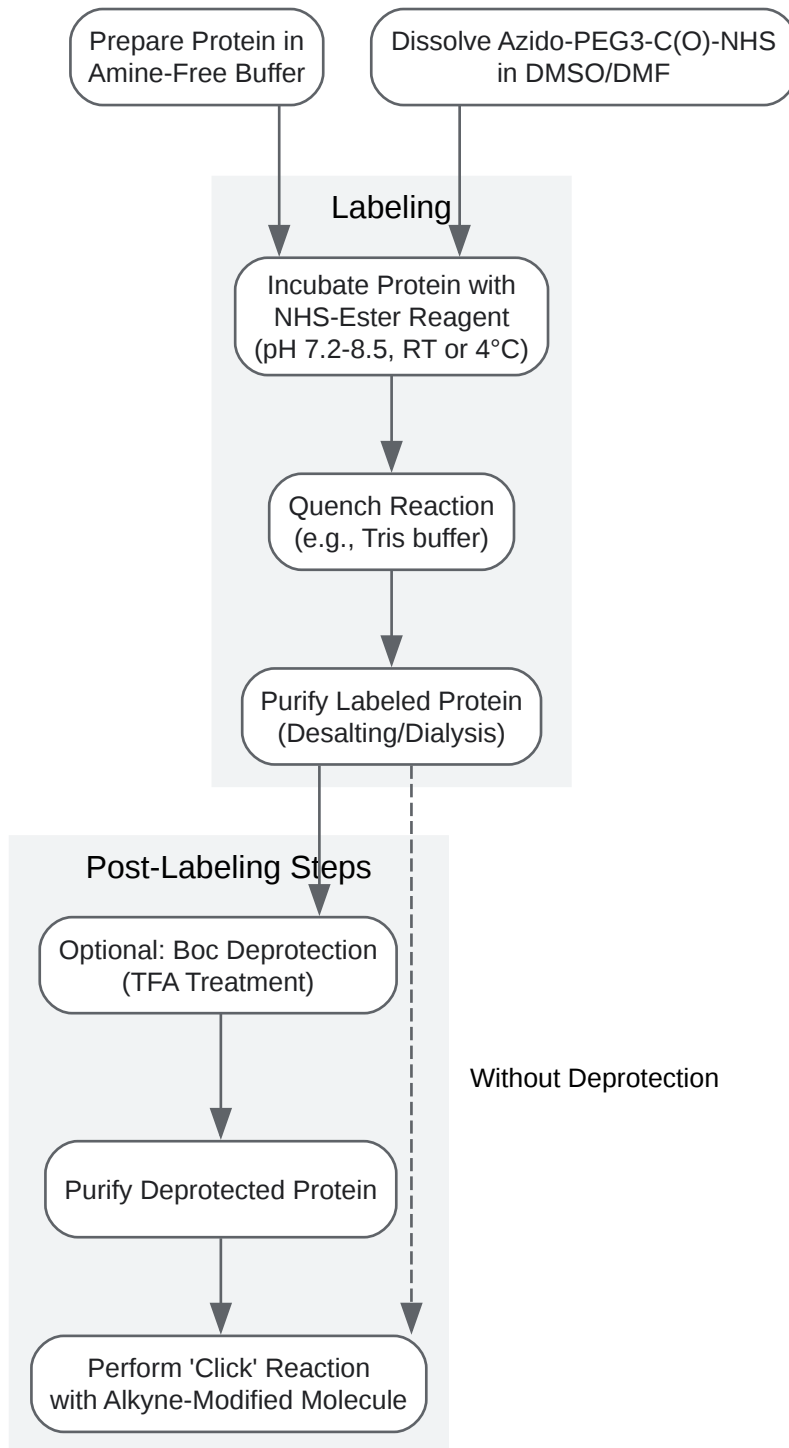 Prepare Protein in
Amine-Free Buffer
Dissolve Azido-PEG3-C(O)-NHS
in DMSO/DMF
Labeling
Incubate Protein with
NHS-Ester Reagent
(pH 7.2-8.5, RT or 4°C)
Quench Reaction
(e.g., Tris buffer)
Purify Labeled Protein
(Desalting/Dialysis)
Post-Labeling Steps
Optional: Boc Deprotection
(TFA Treatment)
Without Deprotection
Purify Deprotected Protein
Perform 'Click' Reaction
with Alkyne-Modified Molecule